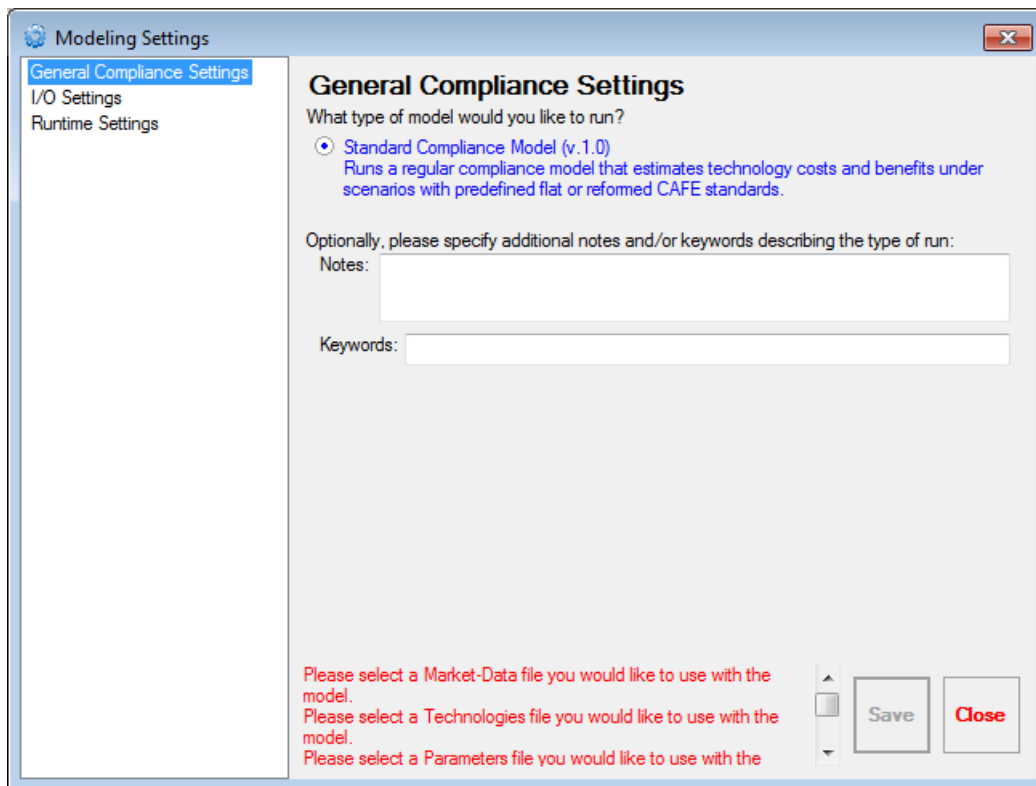 Modeling Settings
General Compliance Settings
I/O Settings
Runtime Settings
General Compliance Settings
What type of model would you like to run?
Standard Compliance Model (v.1.0)
Runs a regular compliance model that estimates technology costs and benefits under
scenarios with predefined flat or reformed CAFE standards.
Optionally, please specify additional notes and/or keywords describing the type of run:
Notes:
Keywords:
Please select a Market-Data file you would like to use with the
model.
Please select a Technologies file you would like to use with the
model.
Please select a Parameters file you would like to use with the
Save
Close